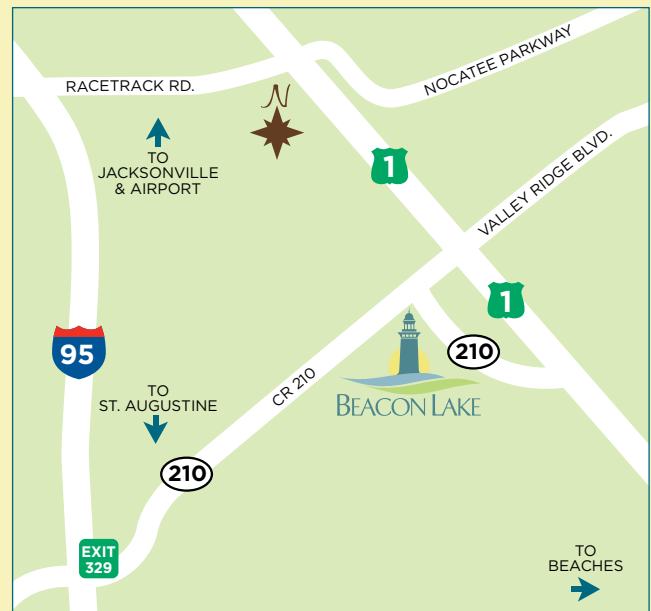 NOCATEE PARKWAY
RACETRACK RD.
N
TO
JACKSONVILLE
& AIRPORT
1
VALLEY RIDGE BLVD.
1
95
210
BEACON LAKE
TO
ST. AUGUSTINE
CR 210
210
EXIT
329
TO
BEACHES